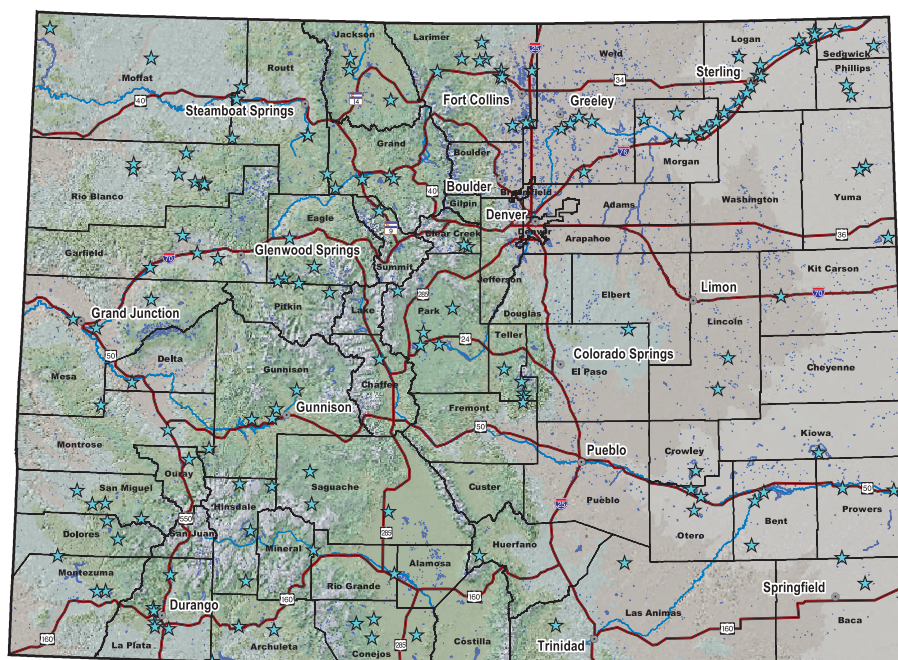 Jackson
Larimer
Logan
Sedgwick
Phillips
Moffat
Routt
Weld
25
Sterling
34
40
Steamboat Springs
14
Fort Collins
Greeley
Grand
Boulder
76
Morgan
Rio Blanco
Boulder
40
Gilpin
Broomfield
Adams
Washington
Yuma
Eagle
Denver
9
Clear Creek
Denver
Arapahoe
36
Garfield
70
Glenwood Springs
Summit
Jefferson
Kit Carson
Pitkin
Lake
285
Park
Douglas
Elbert
Limon
70
Grand Junction
Lincoln
50
Delta
24
Teller
Colorado Springs
Mesa
Gunnison
Chaffee
El Paso
Cheyenne
Gunnison
Fremont
50
Kiowa
Montrose
Pueblo
Crowley
Ouray
San Miguel
Saguache
Custer
Pueblo
50
Hinsdale
25
Bent
Prowers
550
San Juan
Dolores
285
Otero
Mineral
Huerfano
Montezuma
Rio Grande
Alamosa
Springfield
160
160
Durango
Las Animas
Baca
160
La Plata
Archuleta
Conejos
285
Costilla
Trinidad
160